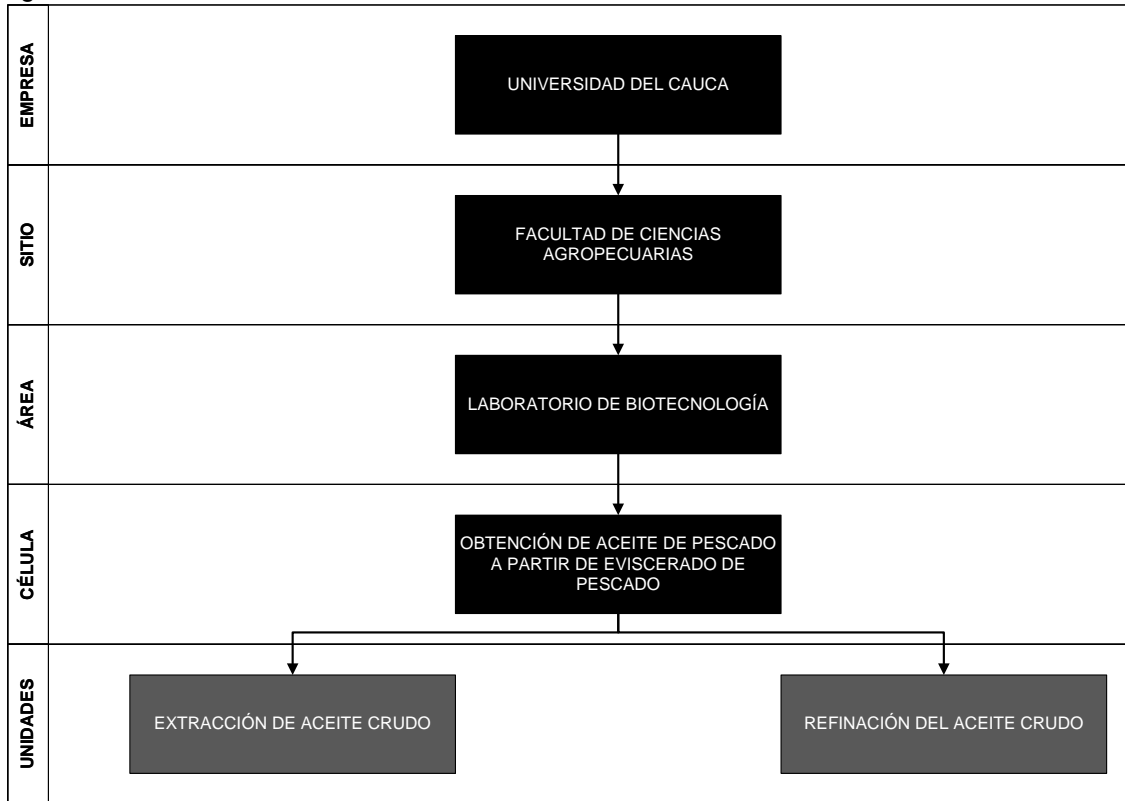 EMPRESA
UNIVERSIDAD DEL CAUCA
SITIO
FACULTAD DE CIENCIAS
AGROPECUARIAS
ÁREA
LABORATORIO DE BIOTECNOLOGÍA
CÉLULA
OBTENCIÓN DE ACEITE DE PESCADO
A PARTIR DE EVISCERADO DE
PESCADO
UNIDADES
EXTRACCIÓN DE ACEITE CRUDO
REFINACIÓN DEL ACEITE CRUDO